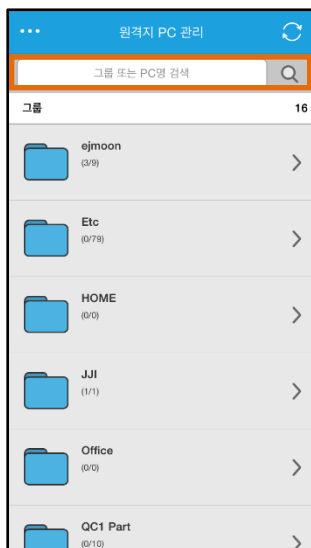 원격지 PC 관리
그룹 또는 PC명 검색
그룹 16
ejmoon
(3/9)
Etc
(0/79)
HOME
(0/0)
JJI
(1/1)
Office
(0/0)
QC1 Part
(0/10)